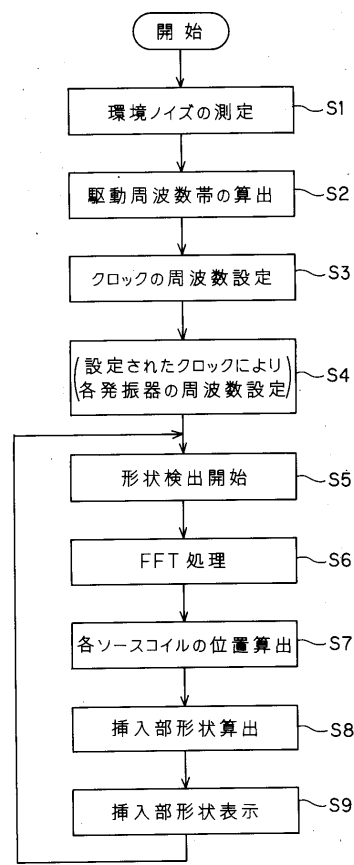 開始
環境ノイズの測定
S1
駆動周波数帯の算出
S2
クロックの周波数設定
S3
(設定されたクロックにより
各発振器の周波数設定)
S4
形状検出開始
S5
FFT処理
S6
各ソースコイルの位置算出
S7
挿入部形状算出
S8
挿入部形状表示
S9